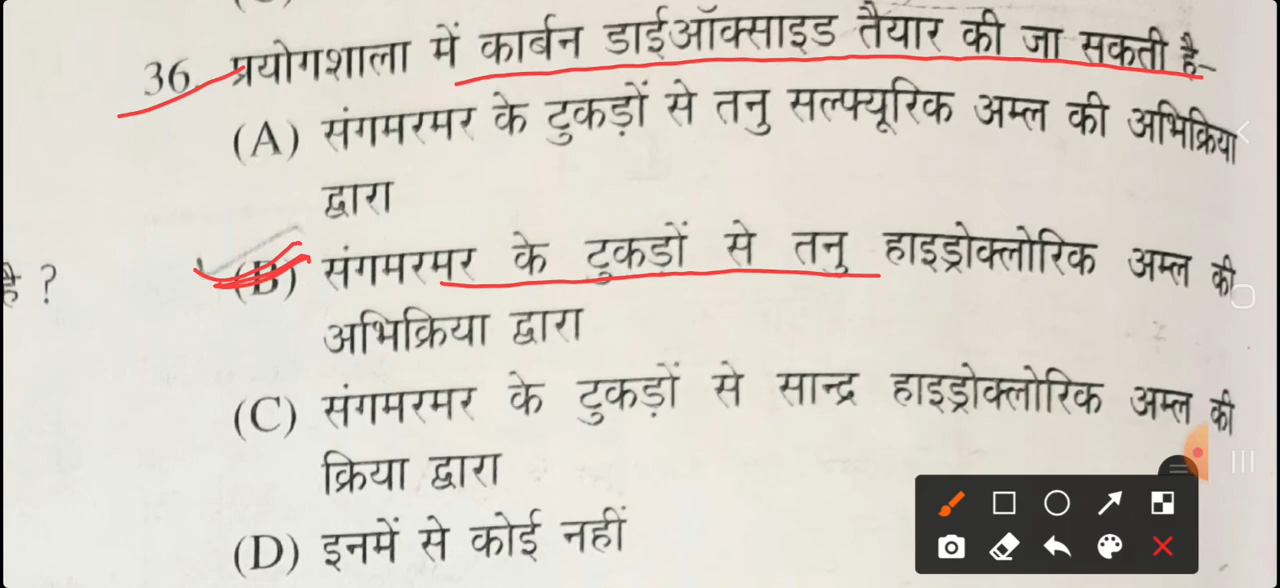 36. प्रयोगशाला में कार्बन डाईऑक्साइड तैयार की जा सकती है-
(A) संगमरमर के टुकड़ों से तनु सल्फ्यूरिक अम्ल की अभिक्रिया
द्वारा
है ?
(B) संगमरमर के टुकड़ों से तनु हाइड्रोक्लोरिक अम्ल की
अभिक्रिया द्वारा
(C) संगमरमर के टुकड़ों से सान्द्र हाइड्रोक्लोरिक अम्ल की
क्रिया द्वारा
(D) इनमें से कोई नहीं